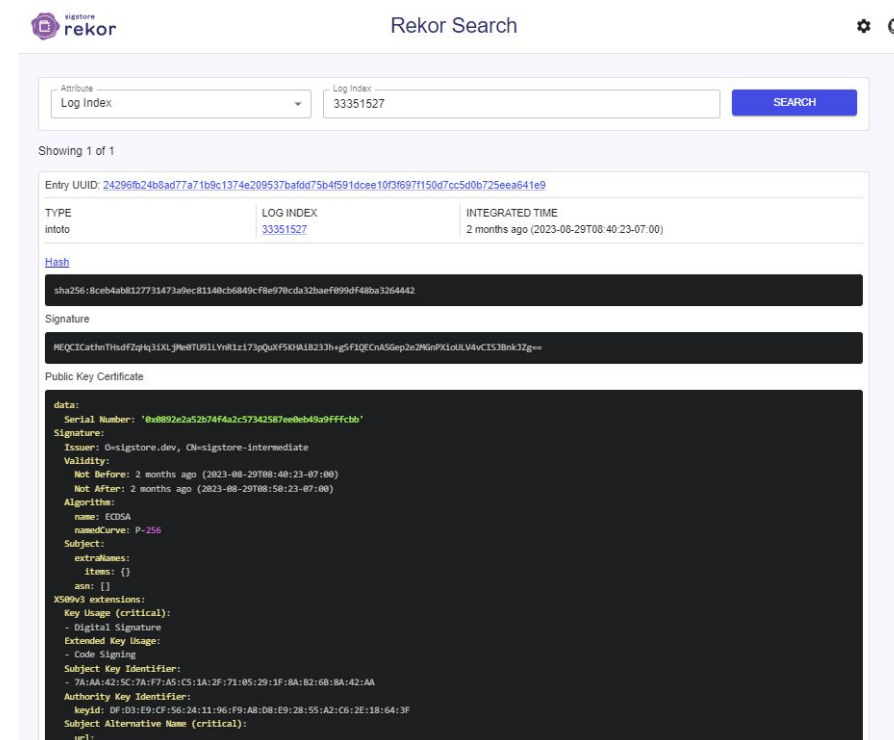 sigstore
rekor
Rekor Search
Attribute
Log Index
Log Index
33351527
SEARCH
Showing 1 of 1
Entry UUID: 24296fb24b8ad77a71b9c1374e209537bafdd75b4f591dcee10f3f697f150d7cc5d0b725eea641e9
TYPE
intoto
LOG INDEX
33351527
INTEGRATED TIME
2 months ago (2023-08-29T08:40:23-07:00)
Hash
sha256:8ceb4ab8127731473a9ec81140cb6849cf8e970cda32baef099df48ba3264442
Signature
MEQCICathnTHsdfZqHq3iXLjMe0TU9lLYnR1zi73pQuXf5KHAiB23Jh+gSf1QECnASGep2e2MGnPXioULV4vCISJBnkJZg==
Public Key Certificate
data:
Serial Number: '0x0892e2a52b74f4a2c57342587ee0eb49a9fffcbb'
Signature:
Issuer: O=sigstore.dev, CN=sigstore-intermediate
Validity:
Not Before: 2 months ago (2023-08-29T08:40:23-07:00)
Not After: 2 months ago (2023-08-29T08:50:23-07:00)
Algorithm:
name: ECDSA
namedCurve: P-256
Subject:
extraNames:
items: {}
asn: []
X509v3 extensions:
Key Usage (critical):
- Digital Signature
Extended Key Usage:
- Code Signing
Subject Key Identifier:
- 7A:AA:42:5C:7A:F7:A5:C5:1A:2F:71:05:29:1F:8A:B2:6B:8A:42:AA
Authority Key Identifier:
keyid: DF:D3:E9:CF:56:24:11:96:F9:A8:D8:E9:28:55:A2:C6:2E:18:64:3F
Subject Alternative Name (critical):
url: